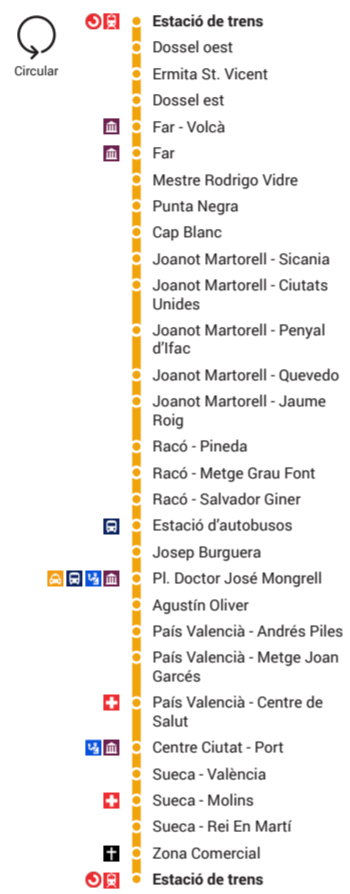 Circular
Estació de trens
Dossel oest
Ermita St. Vicent
Dossel est
Far - Volcà
Far
Mestre Rodrigo Vidre
Punta Negra
Cap Blanc
Joanot Martorell - Sicania
Joanot Martorell - Ciutats
Unides
Joanot Martorell - Penyal
d'Ifac
Joanot Martorell - Quevedo
Joanot Martorell - Jaume
Roig
Racó - Pineda
Racó - Metge Grau Font
Racó - Salvador Giner
Estació d'autobusos
Josep Burguera
Pl. Doctor José Mongrell
Agustín Oliver
País Valencià - Andrés Piles
País Valencià - Metge Joan
Garcés
País Valencià - Centre de
Salut
Centre Ciutat - Port
Sueca - València
Sueca - Molins
Sueca - Rei En Martí
Zona Comercial
Estació de trens